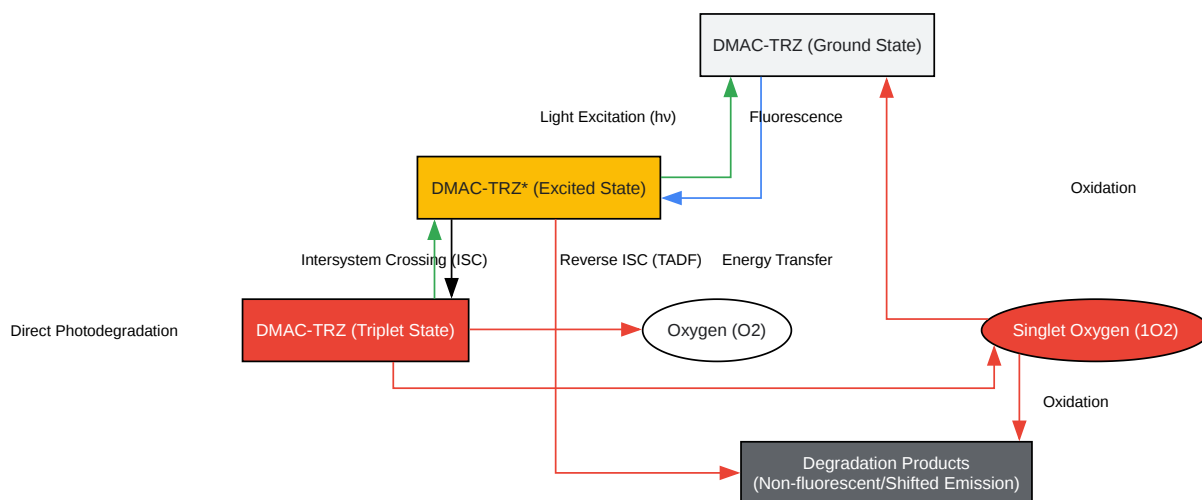 DMAC-TRZ (Ground State)
Light Excitation (hν)
Fluorescence
DMAC-TRZ* (Excited State)
Oxidation
Intersystem Crossing (ISC)
Reverse ISC (TADF)
Energy Transfer
Direct Photodegradation
DMAC-TRZ (Triplet State)
Oxygen (O2)
Singlet Oxygen (1O2)
Oxidation
Degradation Products
(Non-fluorescent/Shifted Emission)